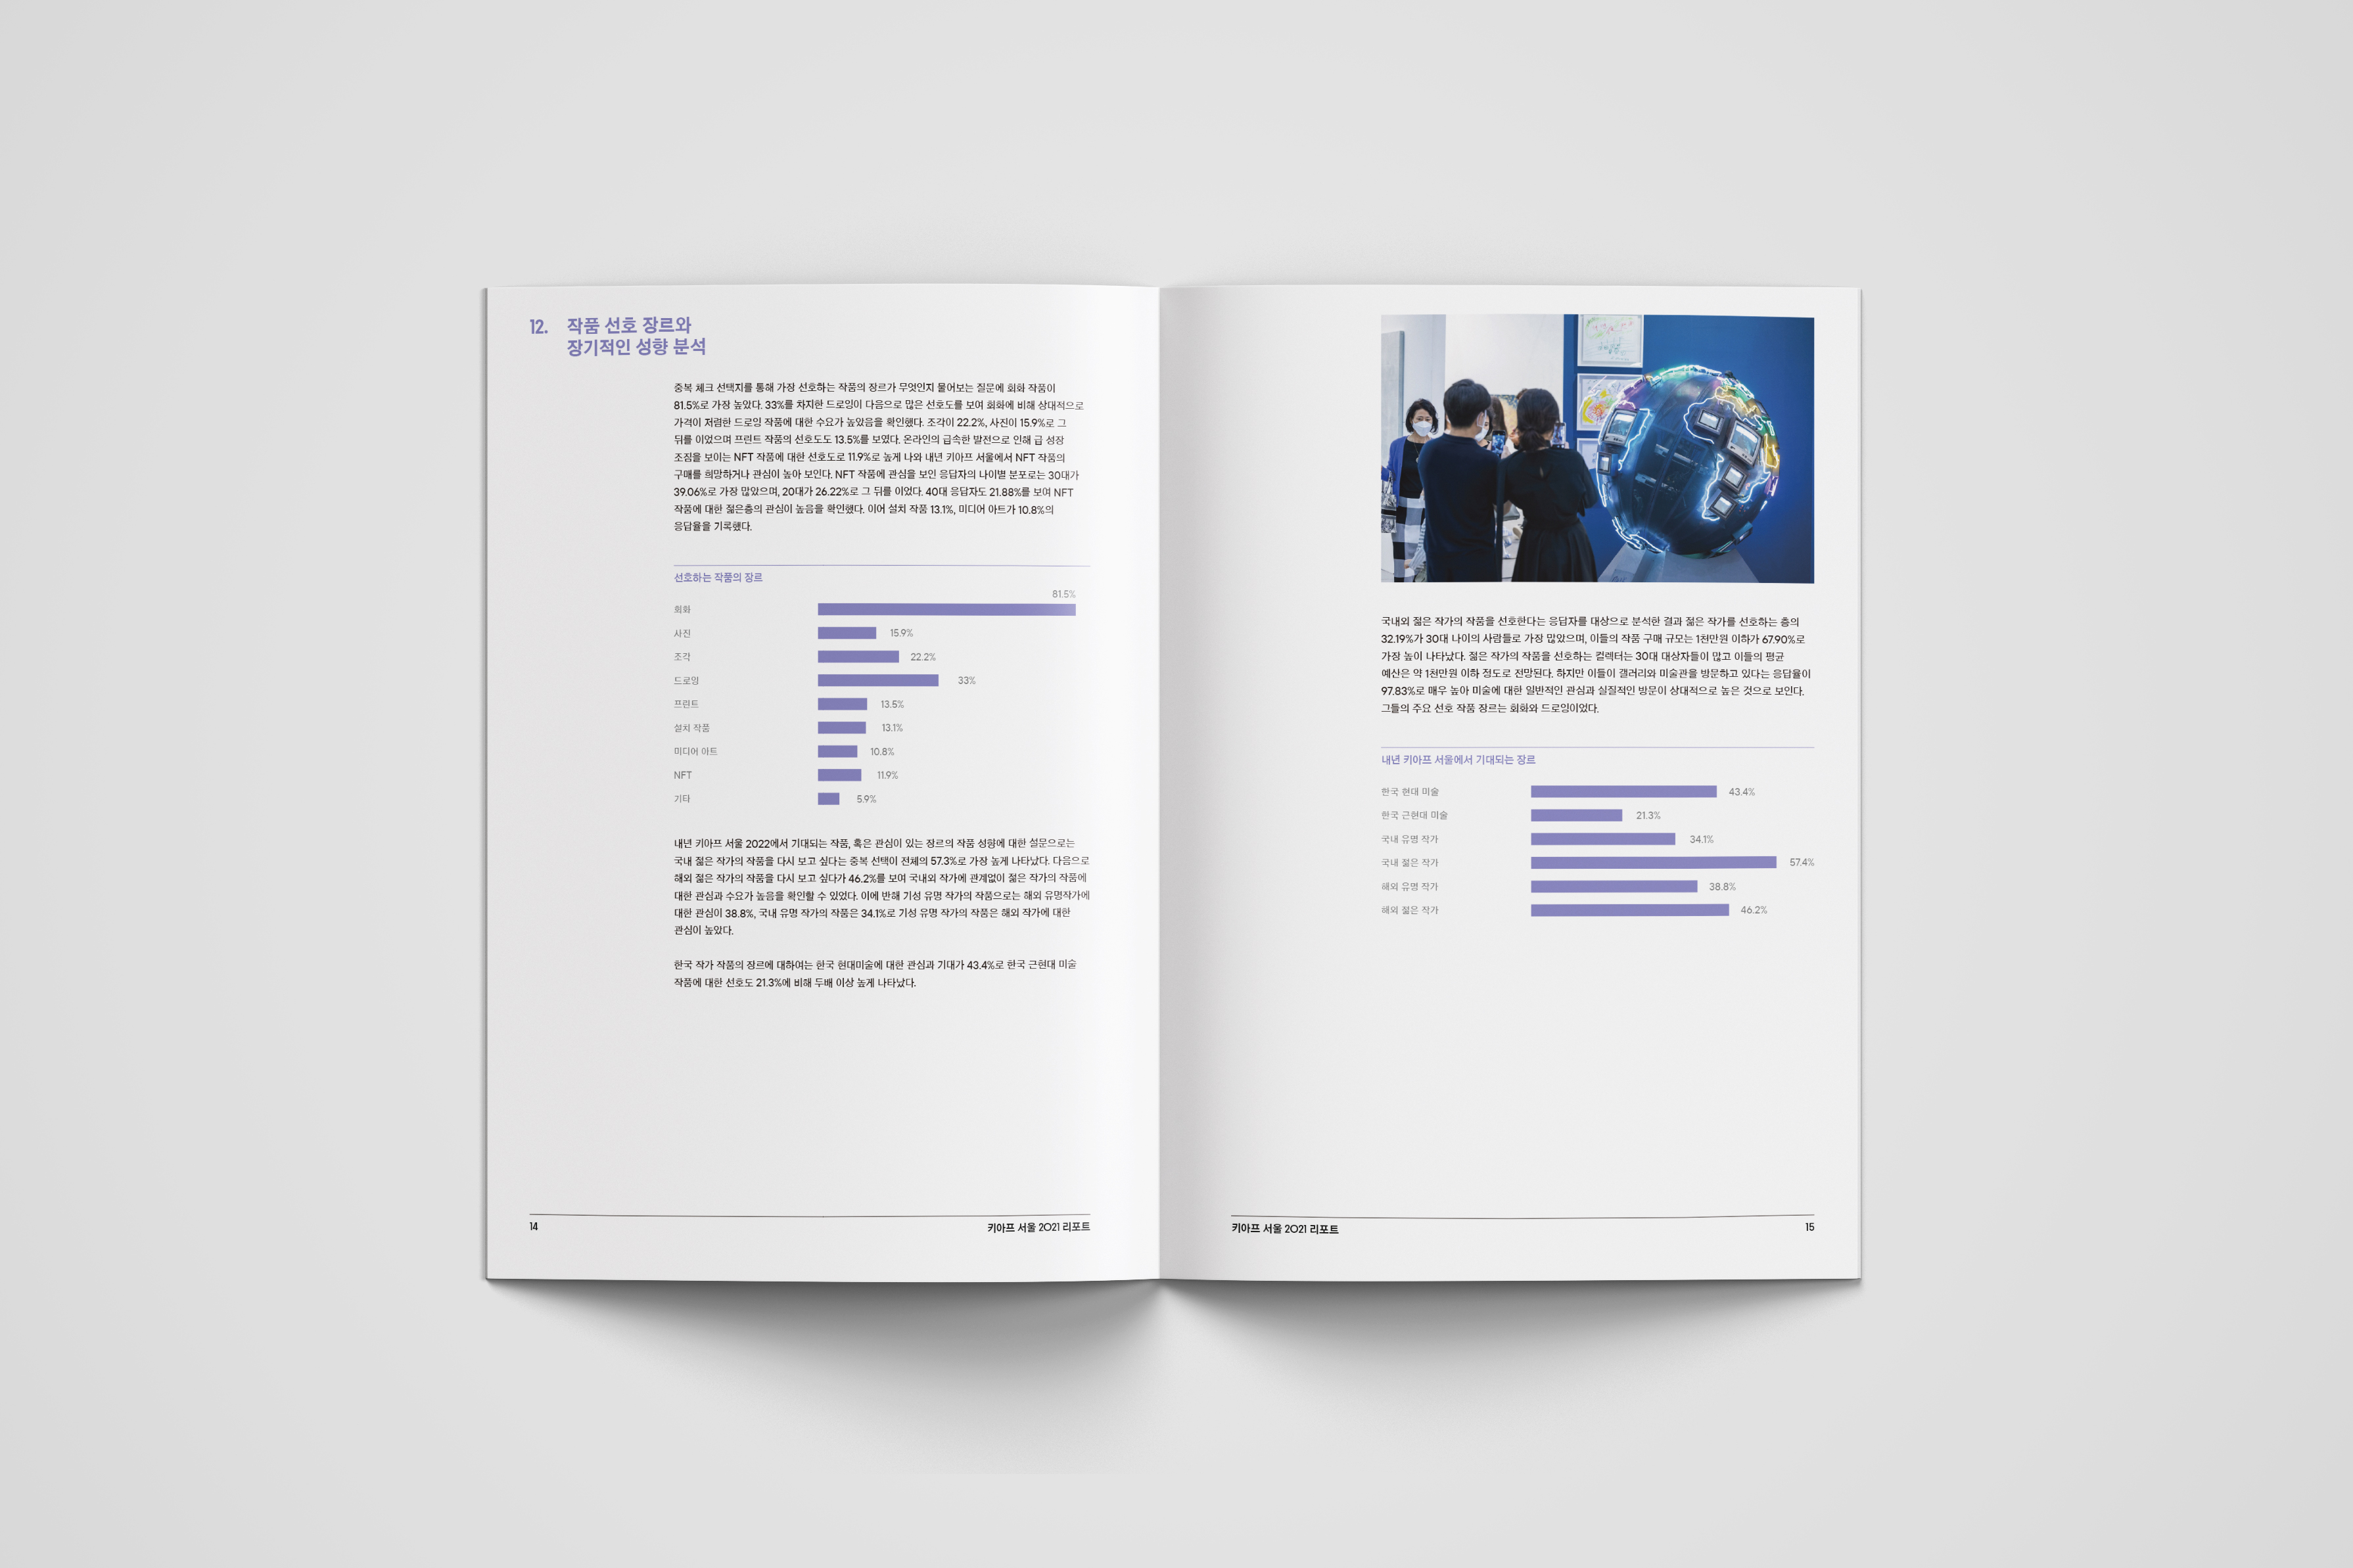 12. 작품 선호 장르와
장기적인 성향 분석
중복 체크 선택지를 통해 가장 선호하는 작품의 장르가 무엇인지 물어보는 질문에 회화 작품이
81.5%로 가장 높았다. 33%를 차지한 드로잉이 다음으로 많은 선호도를 보여 회화에 비해 상대적으로
가격이 저렴한 드로잉 작품에 대한 수요가 높았음을 확인했다. 조각이 22.2%, 사진이 15.9%로 그
뒤를 이었으며 프린트 작품의 선호도도 13.5%를 보였다. 온라인의 급속한 발전으로 인해 급 성장
조짐을 보이는 NFT 작품에 대한 선호도로 11.9%로 높게 나와 내년 키아프 서울에서 NFT 작품의
구매를 희망하거나 관심이 높아 보인다. NFT 작품에 관심을 보인 응답자의 나이별 분포로는 30대가
39.06%로 가장 많았으며, 20대가 26.22%로 그 뒤를 이었다. 40대 응답자도 21.88%를 보여 NFT
작품에 대한 젊은층의 관심이 높음을 확인했다. 이어 설치 작품 13.1%, 미디어 아트가 10.8%의
응답율을 기록했다.
선호하는 작품의 장르
회화 81.5%
사진 15.9%
조각 22.2%
드로잉 33%
프린트 13.5%
설치 작품 13.1%
미디어 아트 10.8%
NFT 11.9%
기타 5.9%
내년 키아프 서울 2022에서 기대되는 작품, 혹은 관심이 있는 장르의 작품 성향에 대한 설문으로는
국내 젊은 작가의 작품을 다시 보고 싶다는 중복 선택이 전체의 57.3%로 가장 높게 나타났다. 다음으로
해외 젊은 작가의 작품을 다시 보고 싶다가 46.2%를 보여 국내외 작가에 관계없이 젊은 작가의 작품에
대한 관심과 수요가 높음을 확인할 수 있었다. 이에 반해 기성 유명 작가의 작품으로는 해외 유명작가에
대한 관심이 38.8%, 국내 유명 작가의 작품은 34.1%로 기성 유명 작가의 작품은 해외 작가에 대한
관심이 높았다.
한국 작가 작품의 장르에 대하여는 한국 현대미술에 대한 관심과 기대가 43.4%로 한국 근현대 미술
작품에 대한 선호도 21.3%에 비해 두배 이상 높게 나타났다.
14 키아프 서울 2021 리포트
국내외 젊은 작가의 작품을 선호한다는 응답자를 대상으로 분석한 결과 젊은 작가를 선호하는 층의
32.19%가 30대 나이의 사람들로 가장 많았으며, 이들의 작품 구매 규모는 1천만원 이하가 67.90%로
가장 높이 나타났다. 젊은 작가의 작품을 선호하는 컬렉터는 30대 대상자들이 많고 이들의 평균
예산은 약 1천만원 이하 정도로 전망된다. 하지만 이들이 갤러리와 미술관을 방문하고 있다는 응답율이
97.83%로 매우 높아 미술에 대한 일반적인 관심과 실질적인 방문이 상대적으로 높은 것으로 보인다.
그들의 주요 선호 작품 장르는 회화와 드로잉이었다.
내년 키아프 서울에서 기대되는 장르
한국 현대 미술 43.4%
한국 근현대 미술 21.3%
국내 유명 작가 34.1%
국내 젊은 작가 57.4%
해외 유명 작가 38.8%
해외 젊은 작가 46.2%
키아프 서울 2021 리포트 15